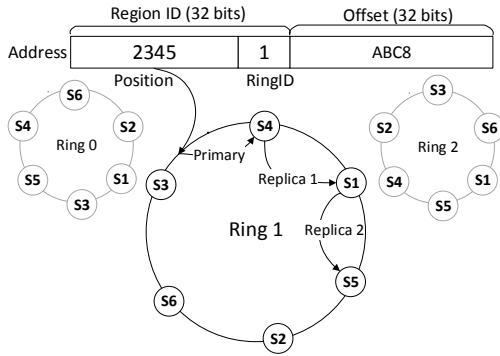 Region ID (32 bits)
Offset (32 bits)
Address
2345
1
ABC8
Position
RingID
S6
S4
S2
Ring 0
S5
S1
S3
S4
Primary
S3
Replica 1
S1
Ring 1
Replica 2
S5
S6
S2
S3
S2
S6
Ring 2
S4
S1
S5